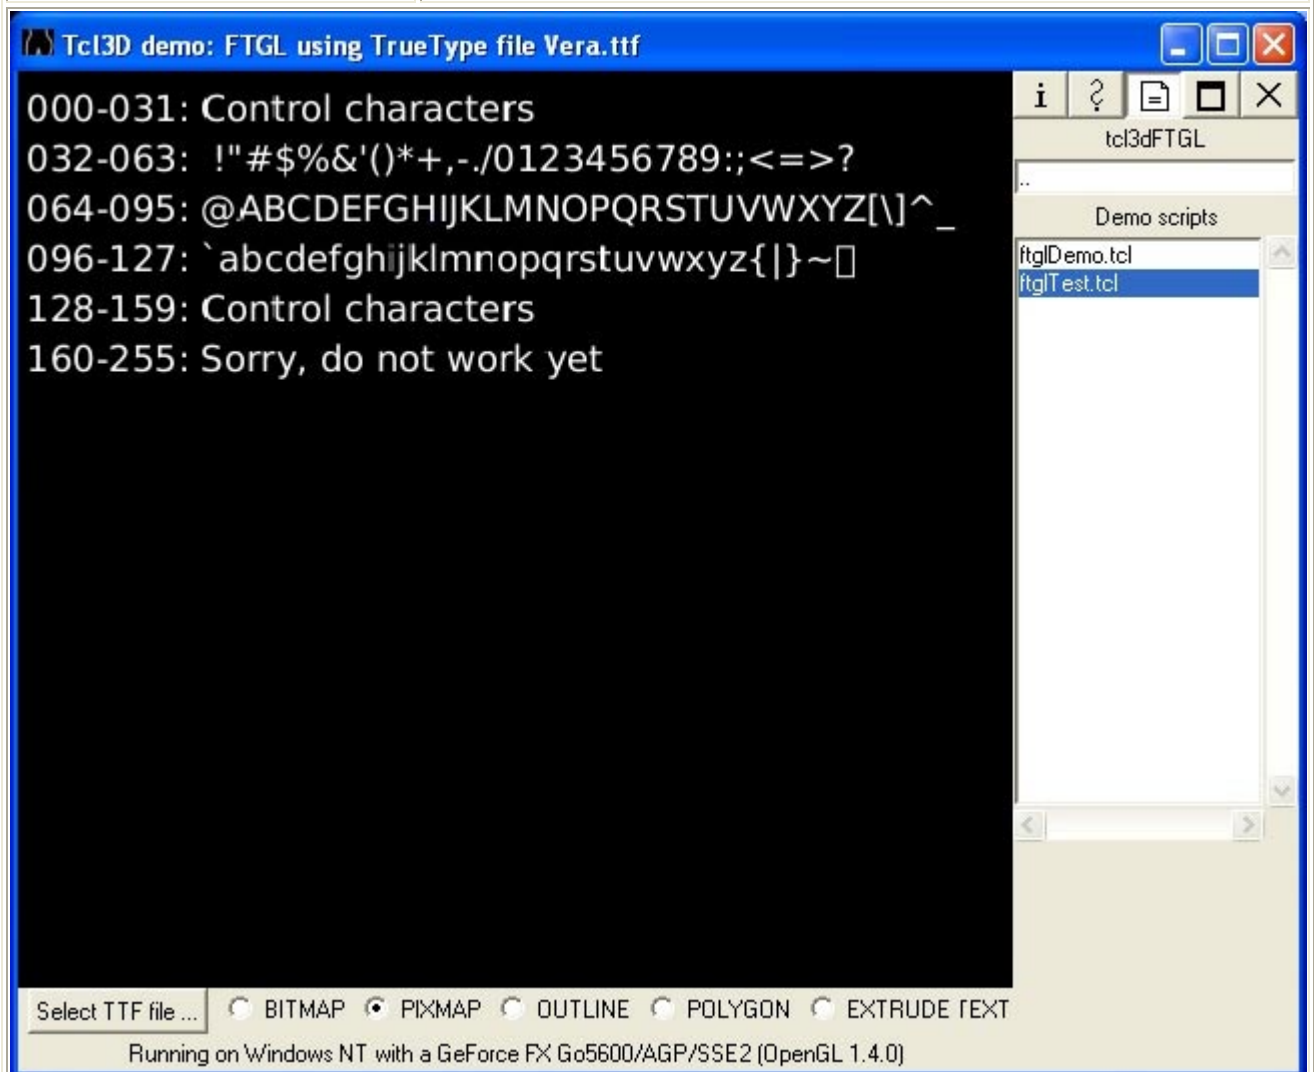 Tcl3D demo: FTGL using TrueType file Vera.ttf
000-031: Control characters
032-063:  !"#$%&'()*+,-./0123456789:;<=>?
064-095: @ABCDEFGHIJKLMNOPQRSTUVWXYZ[\]^_
096-127: `abcdefghijklmnopqrstuvwxyz{|}~▯
128-159: Control characters
160-255: Sorry, do not work yet
tcl3dFTGL
..
Demo scripts
ftglDemo.tcl
ftglTest.tcl
Select TTF file ... BITMAP PIXMAP OUTLINE POLYGON EXTRUDE
Running on Windows NT with a GeForce FX Go5600/AGP/SSE2 (OpenGL 1.4.0)